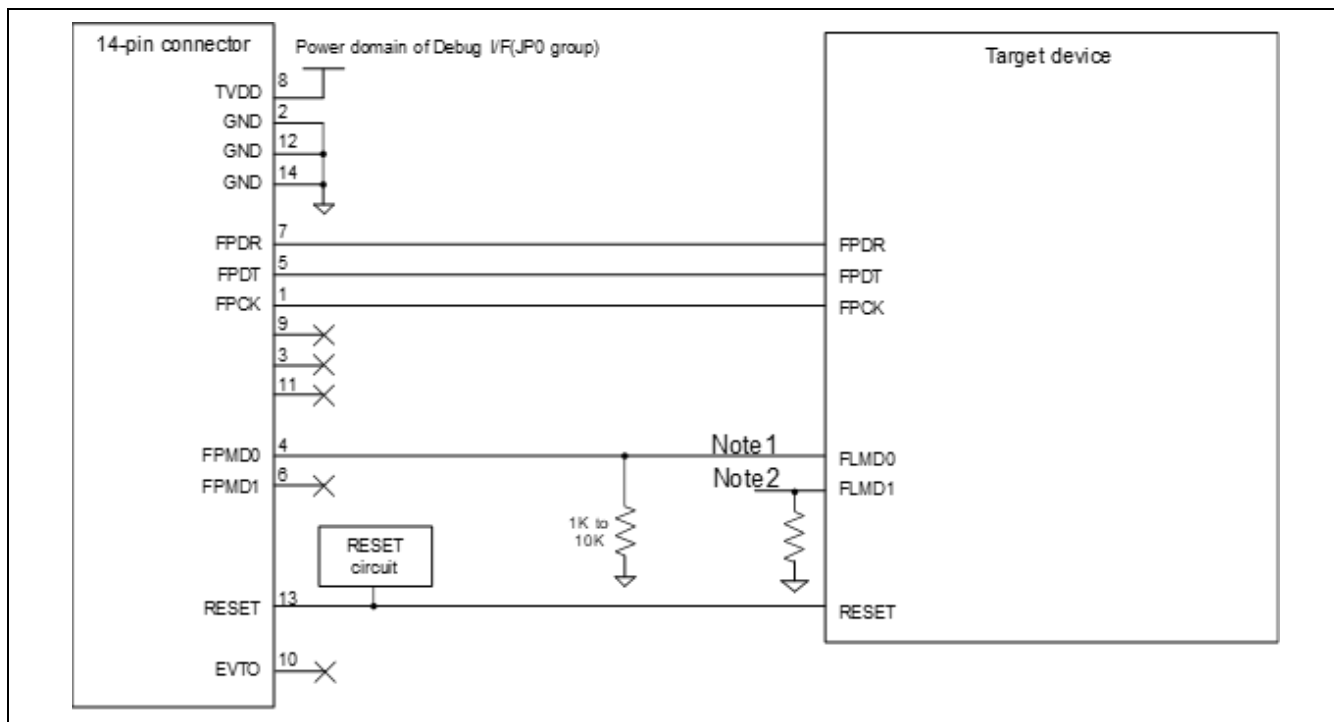 14-pin connector
Power domain of Debug I/F(JP0 group)
Target device
TVDD 8
GND 2
GND 12
GND 14
FPDR 7 FPDR
FPDT 5 FPDT
FPCK 1 FPCK
9
3
11
FPMD0 4 Note1 FLMD0
FPMD1 6 Note2 FLMD1
1K to
10K
RESET
circuit
RESET 13 RESET
EVTO 10